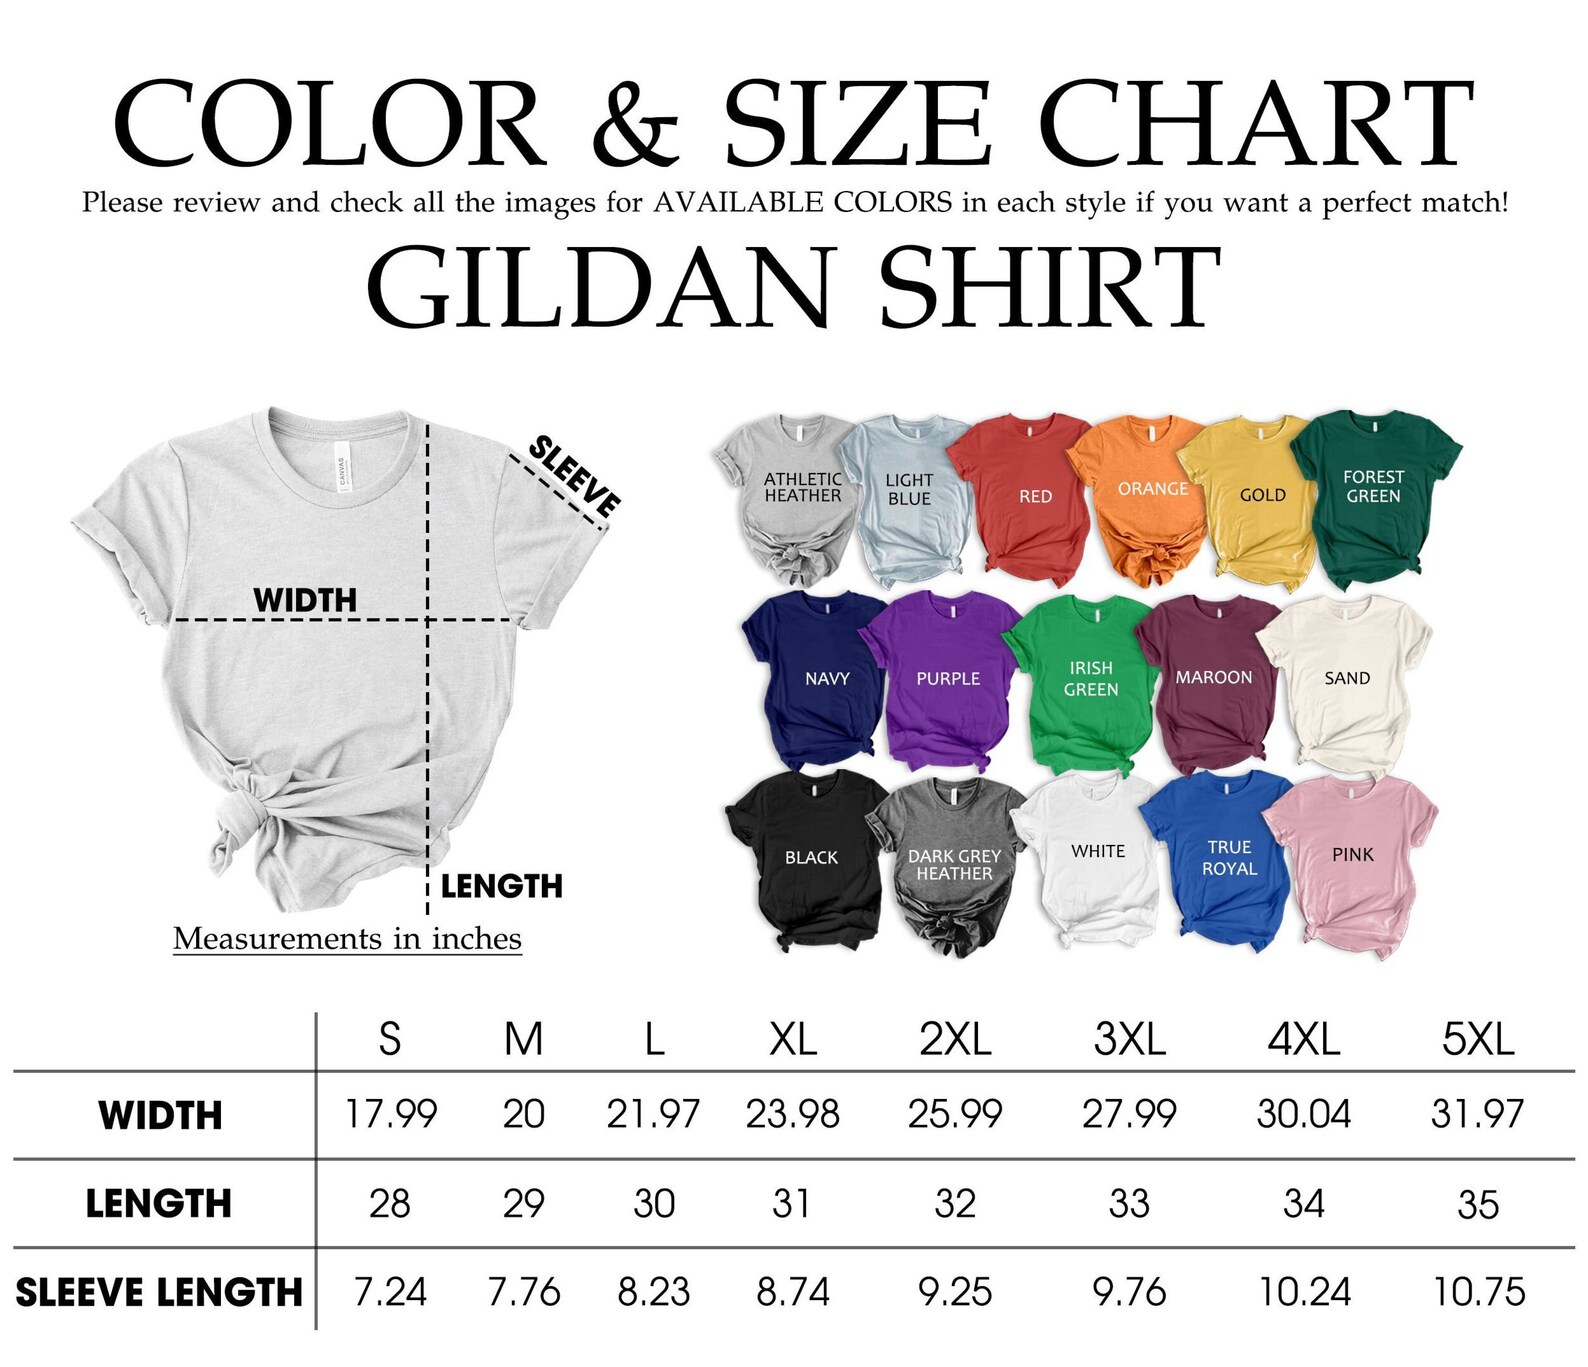 COLOR & SIZE CHART
Please review and check all the images for AVAILABLE COLORS in each style if you want a perfect match!
GILDAN SHIRT
CANVAS
SLEEVE
WIDTH
LENGTH
Measurements in inches
ATHLETIC
HEATHER
LIGHT
BLUE
RED
ORANGE
GOLD
FOREST
GREEN
NAVY
PURPLE
IRISH
GREEN
MAROON
SAND
BLACK
DARK GREY
HEATHER
WHITE
TRUE
ROYAL
PINK
S M L XL 2XL 3XL 4XL 5XL
WIDTH 17.99 20 21.97 23.98 25.99 27.99 30.04 31.97
LENGTH 28 29 30 31 32 33 34 35
SLEEVE LENGTH 7.24 7.76 8.23 8.74 9.25 9.76 10.24 10.75